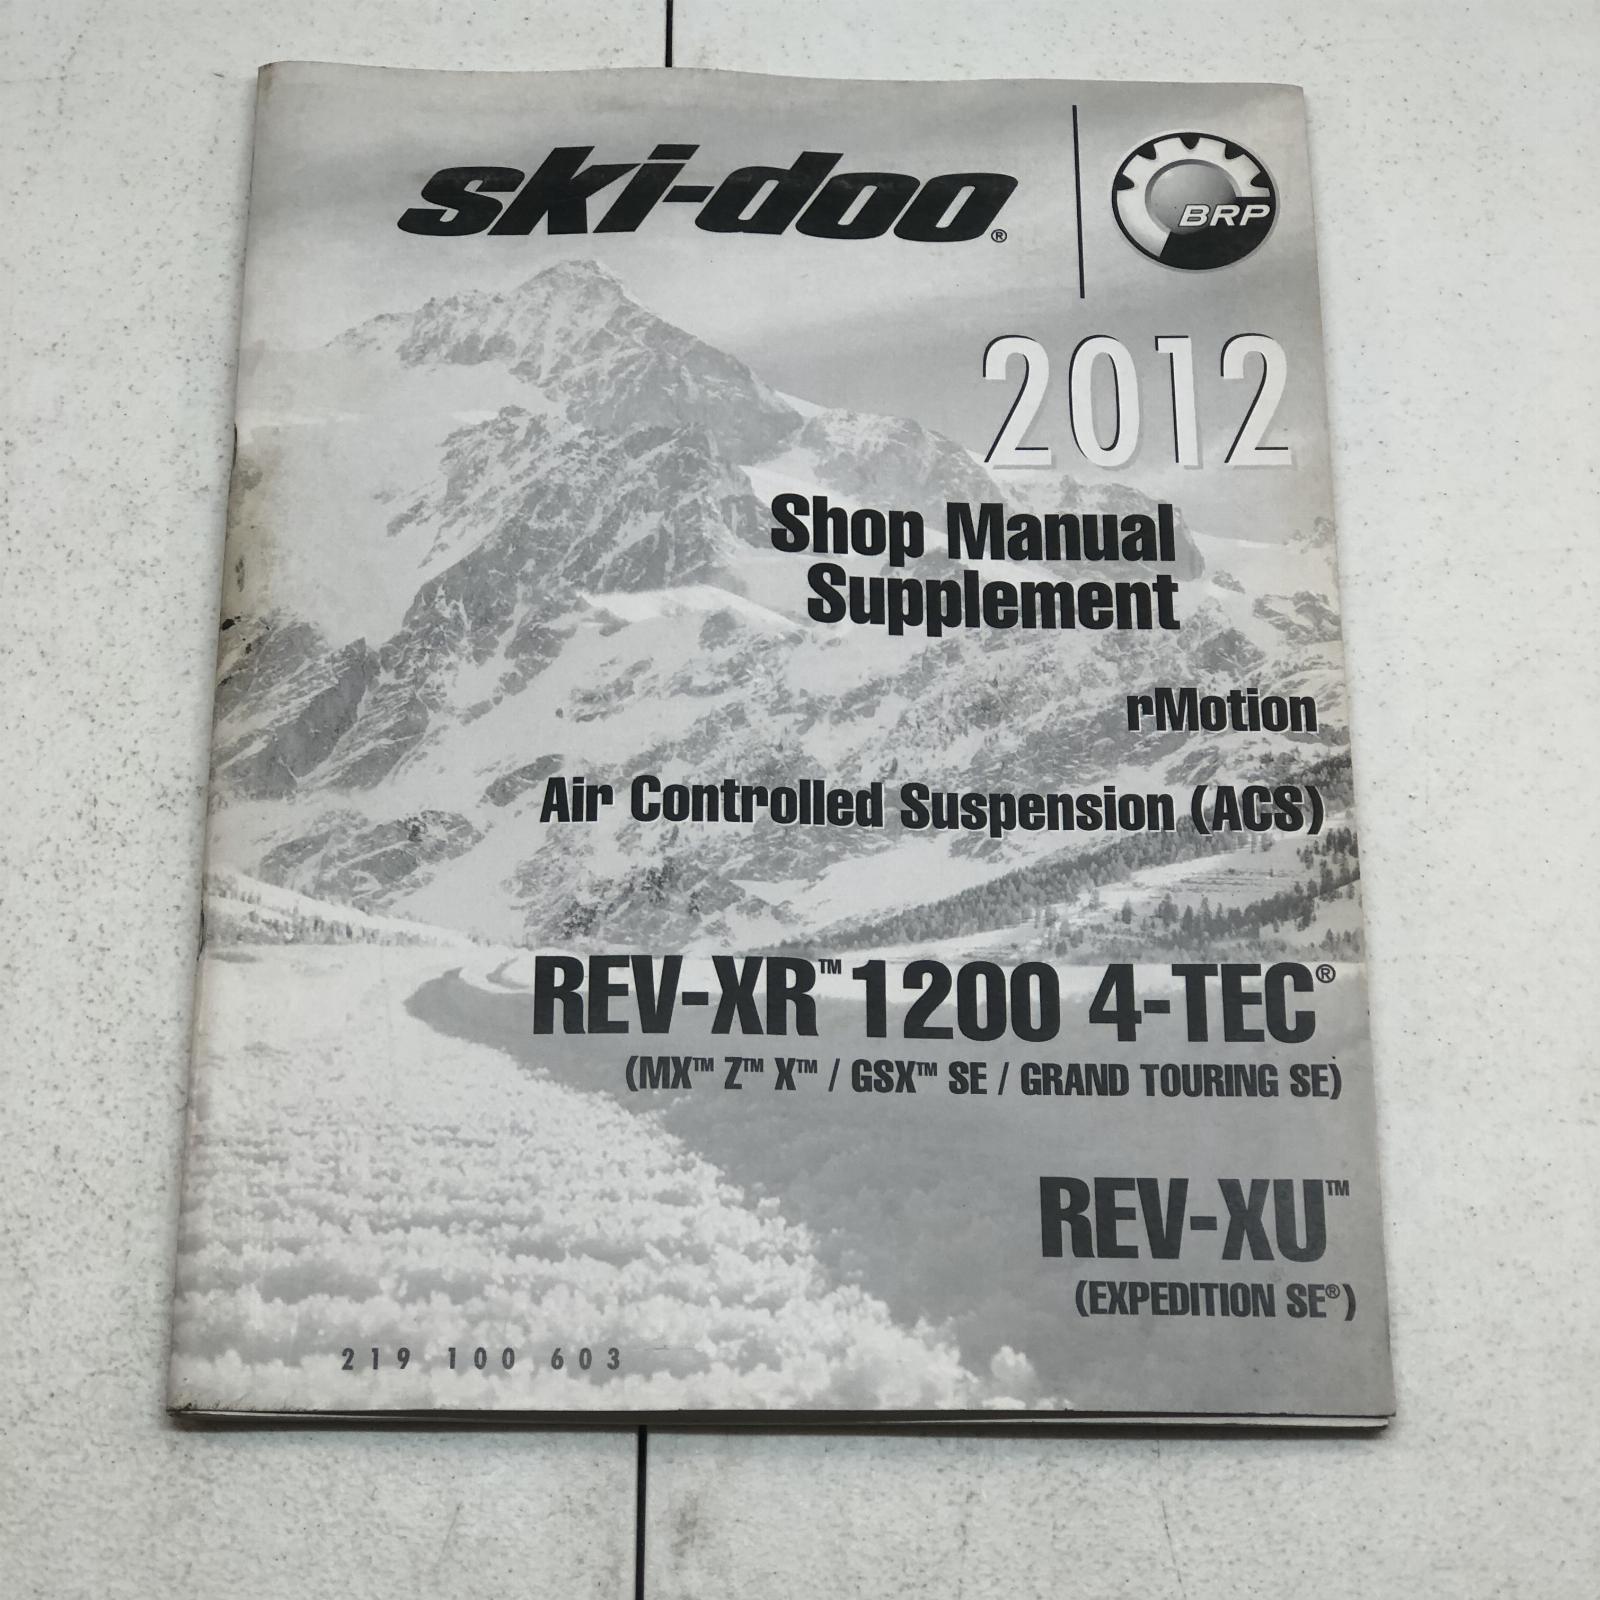 ski-doo®
BRP
2012
Shop Manual
Supplement
rMotion
Air Controlled Suspension (ACS)
REV-XR™ 1200 4-TEC®
(MX™ Z™ X™ / GSX™ SE / GRAND TOURING SE)
REV-XU™
(EXPEDITION SE®)
219 100 603